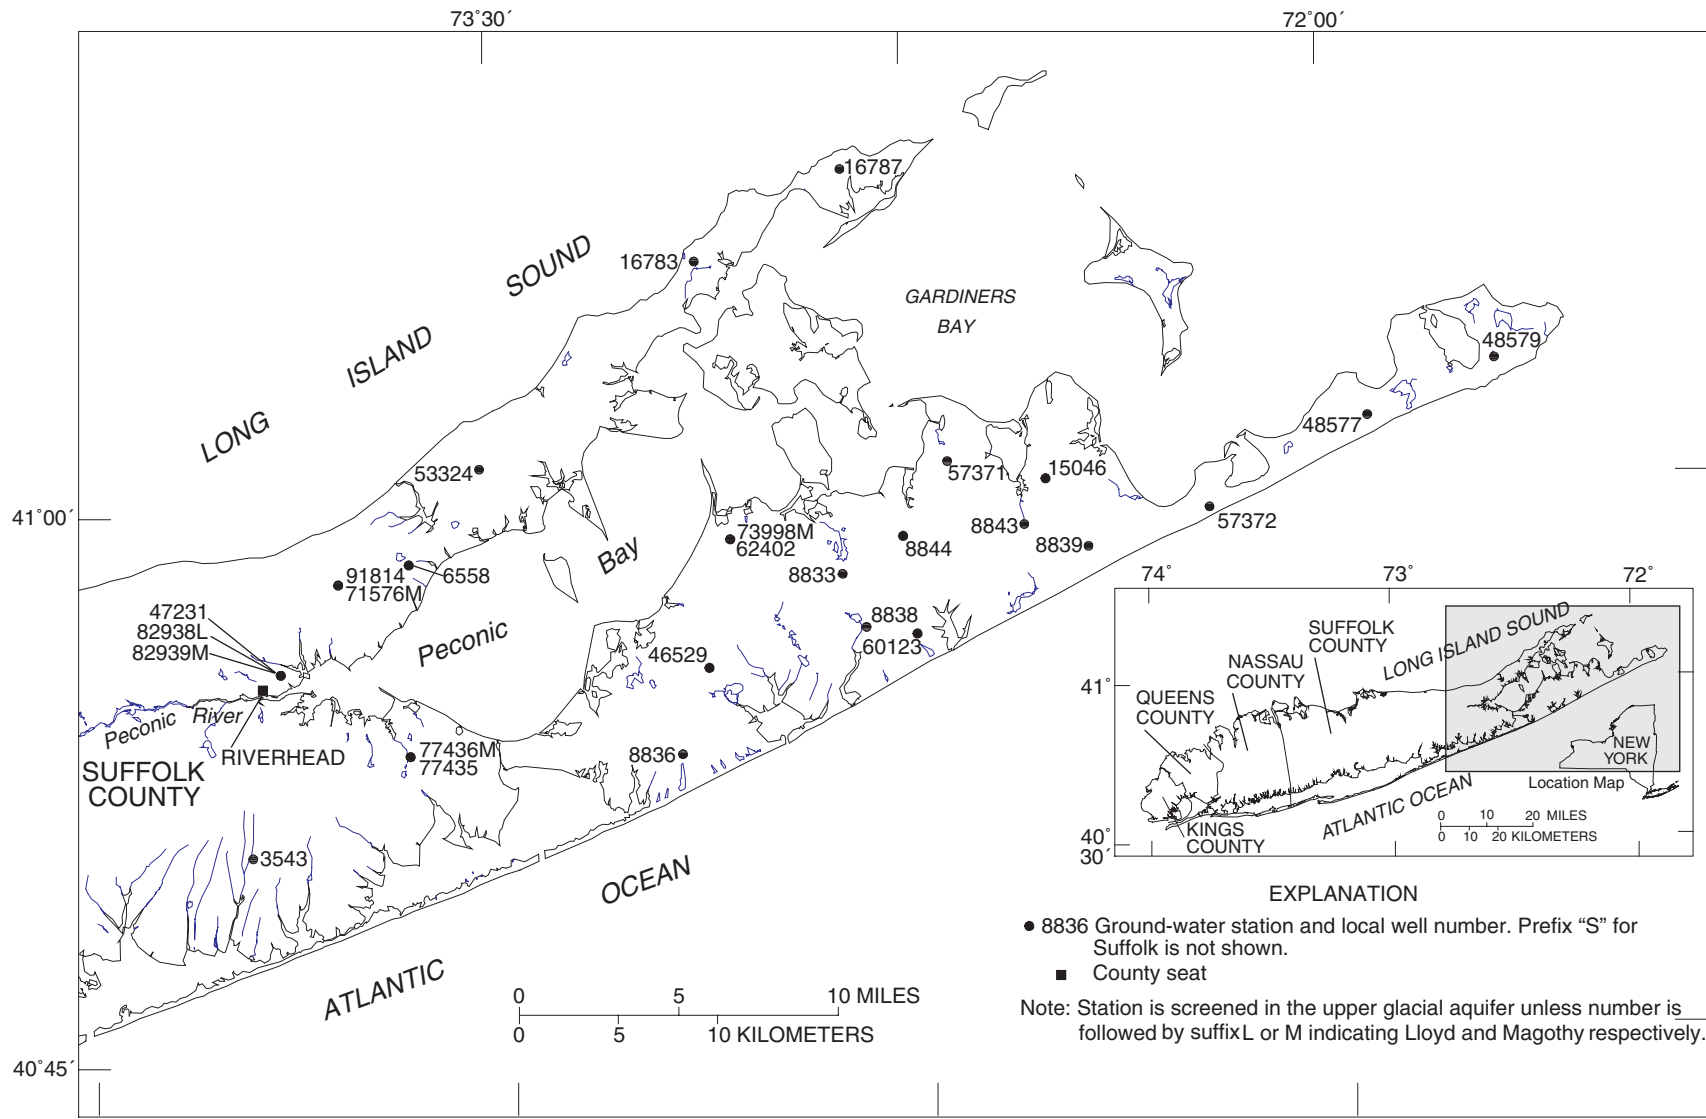 73°30´
72°00´
16787
16783
LONG ISLAND SOUND
GARDINERS
BAY
48579
48577
53324
57371
15046
57372
41°00´
73998M
62402
8844
8843
8839
8833
Bay
91814
71576M
6558
47231
82938L
82939M
Peconic
8838
60123
46529
Peconic River
RIVERHEAD
SUFFOLK
COUNTY
77436M
77435
8836
3543
ATLANTIC OCEAN
0 5 10 MILES
0 5 10 KILOMETERS
40°45´
74°
73°
72°
SUFFOLK
COUNTY
LONG ISLAND SOUND
NASSAU
COUNTY
41°
QUEENS
COUNTY
NEW
YORK
Location Map
ATLANTIC OCEAN
KINGS
COUNTY
0 10 20 MILES
0 10 20 KILOMETERS
40°
30´
EXPLANATION
8836 Ground-water station and local well number. Prefix “S” for
Suffolk is not shown.
County seat
Note: Station is screened in the upper glacial aquifer unless number is
followed by suffix L or M indicating Lloyd and Magothy respectively.